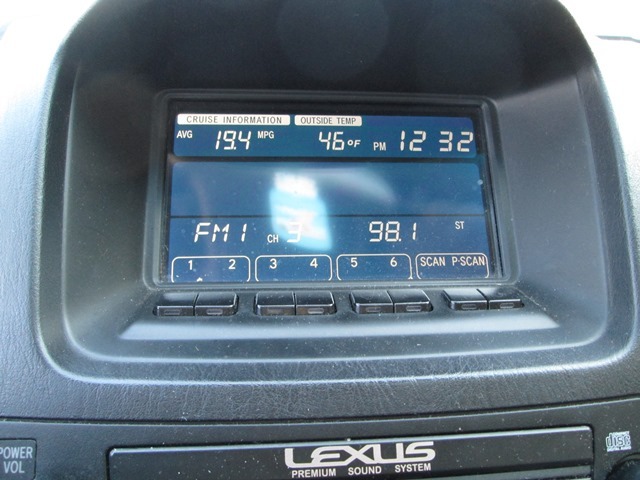 CRUISE INFORMATION OUTSIDE TEMP
AVG 19.4 MPG 46°F PM 12 32
FM1 CH 3 98.1 ST
1 2 3 4 5 6 SCAN P·SCAN
POWER
VOL
LEXUS
PREMIUM SOUND SYSTEM
disc